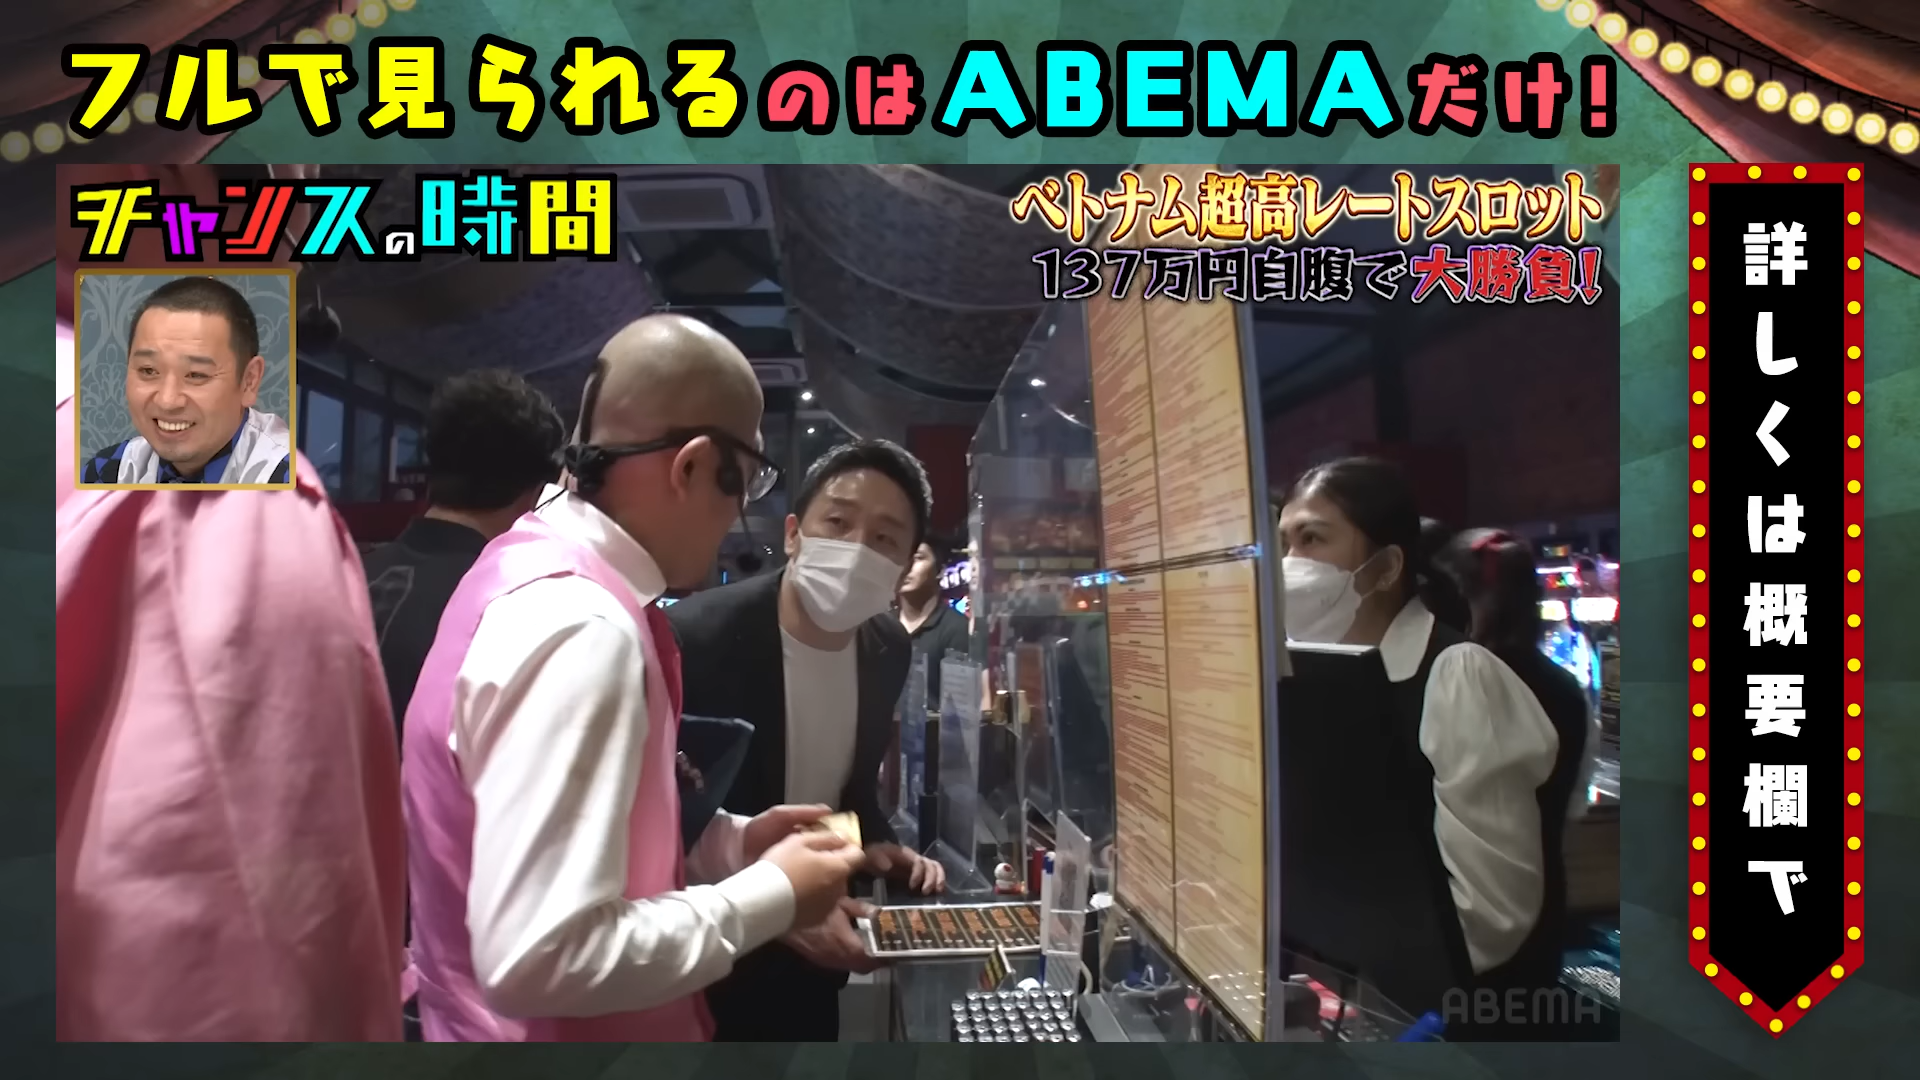 フルで見られるのはABEMAだけ!
チャンスの時間
ベトナム超高レートスロット
137万円自腹で大勝負!
詳しくは概要欄で
ABEMA